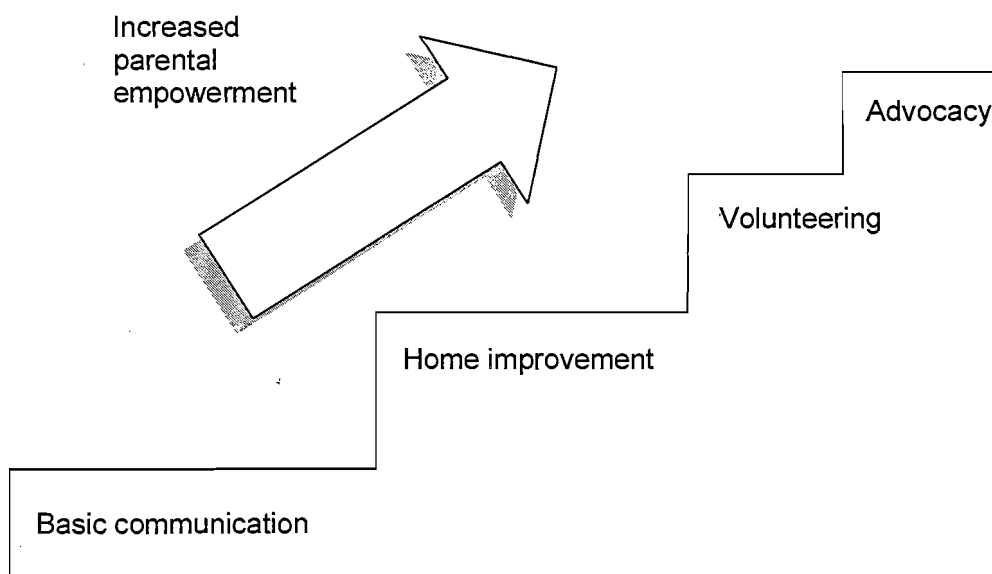 Increased
parental
empowerment
Advocacy
Volunteering
Home improvement
Basic communication